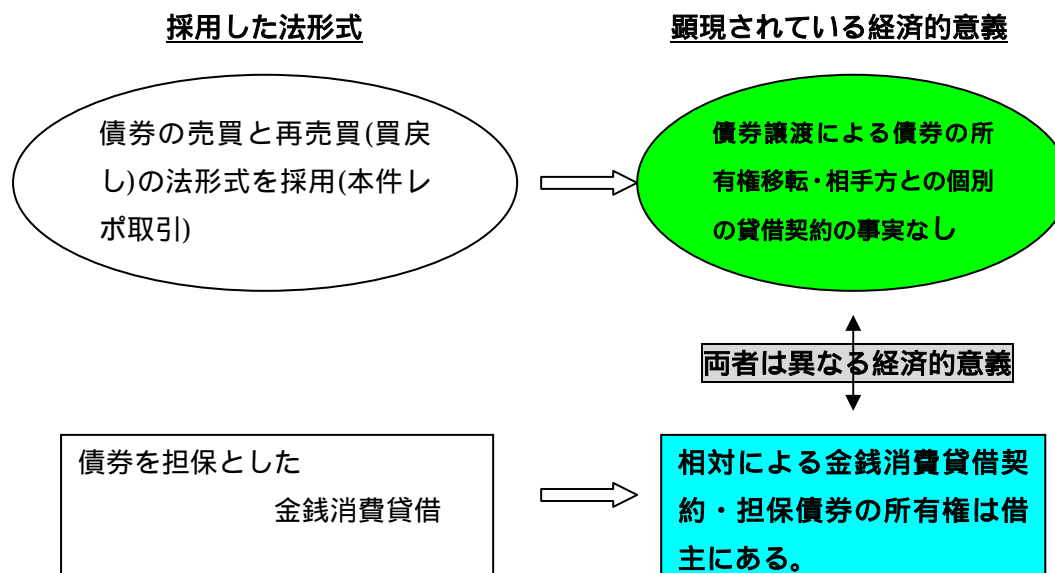 採用した法形式
顕現されている経済的意義
債券の売買と再売買(買戻
し)の法形式を採用(本件レ
ポ取引)
債券譲渡による債券の所
有権移転・相手方との個別
の貸借契約の事実なし
両者は異なる経済的意義
債券を担保とした
金銭消費貸借
相対による金銭消費貸借契
約・担保債券の所有権は借
主にある。